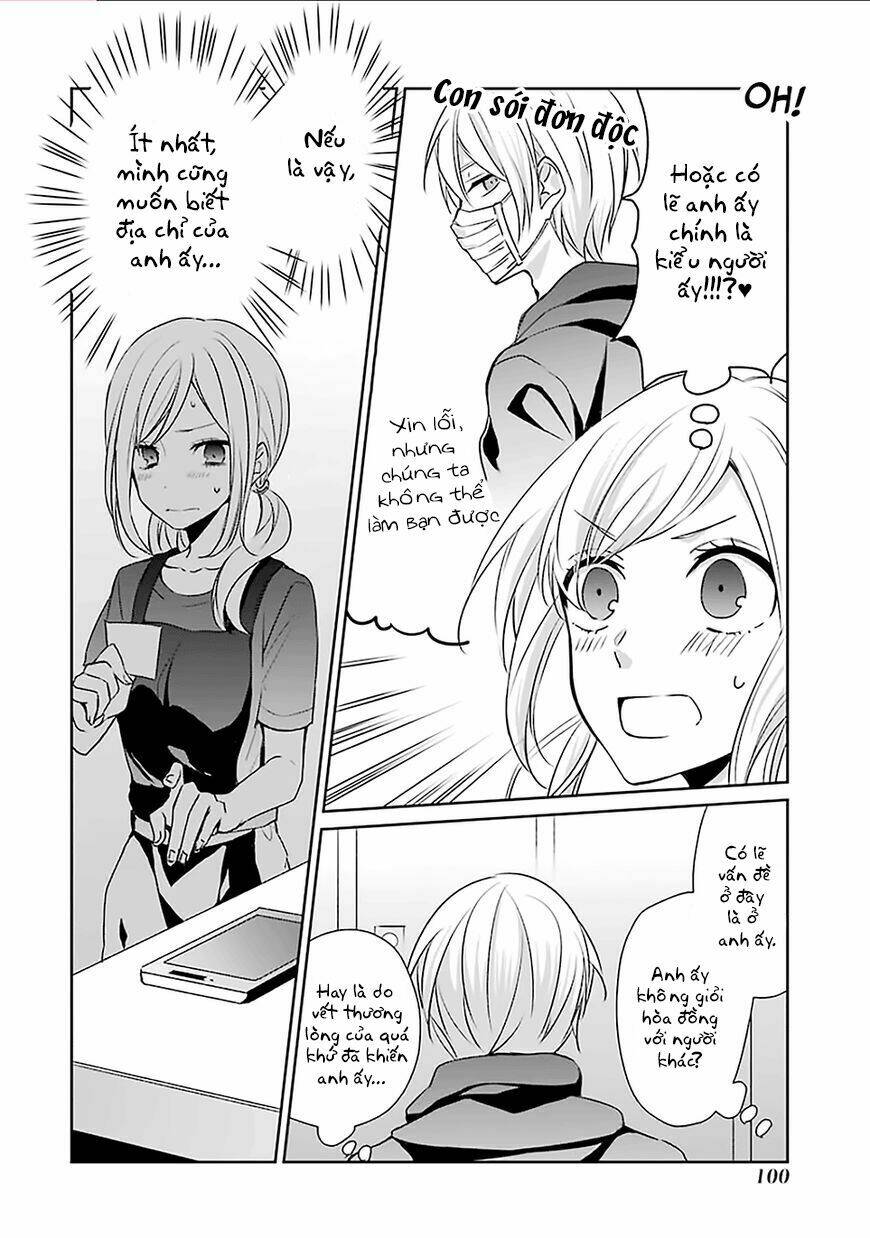 OH!
Con sói đơn độc
Hoặc có
lẽ anh ấy
chính là
kiểu người
ấy!!!?♥
Xin lỗi,
nhưng
chúng ta
không thể
làm bạn được
Có lẽ
vấn đề
ở đây
là ở
anh ấy.
Anh ấy
không giỏi
hòa đồng
với người
khác?
Hay là do
vết thương
lòng của quá
khứ đã khiến
anh ấy...
Nếu
là vậy,
Ít nhất,
mình cũng
muốn biết
địa chỉ của
anh ấy...
100